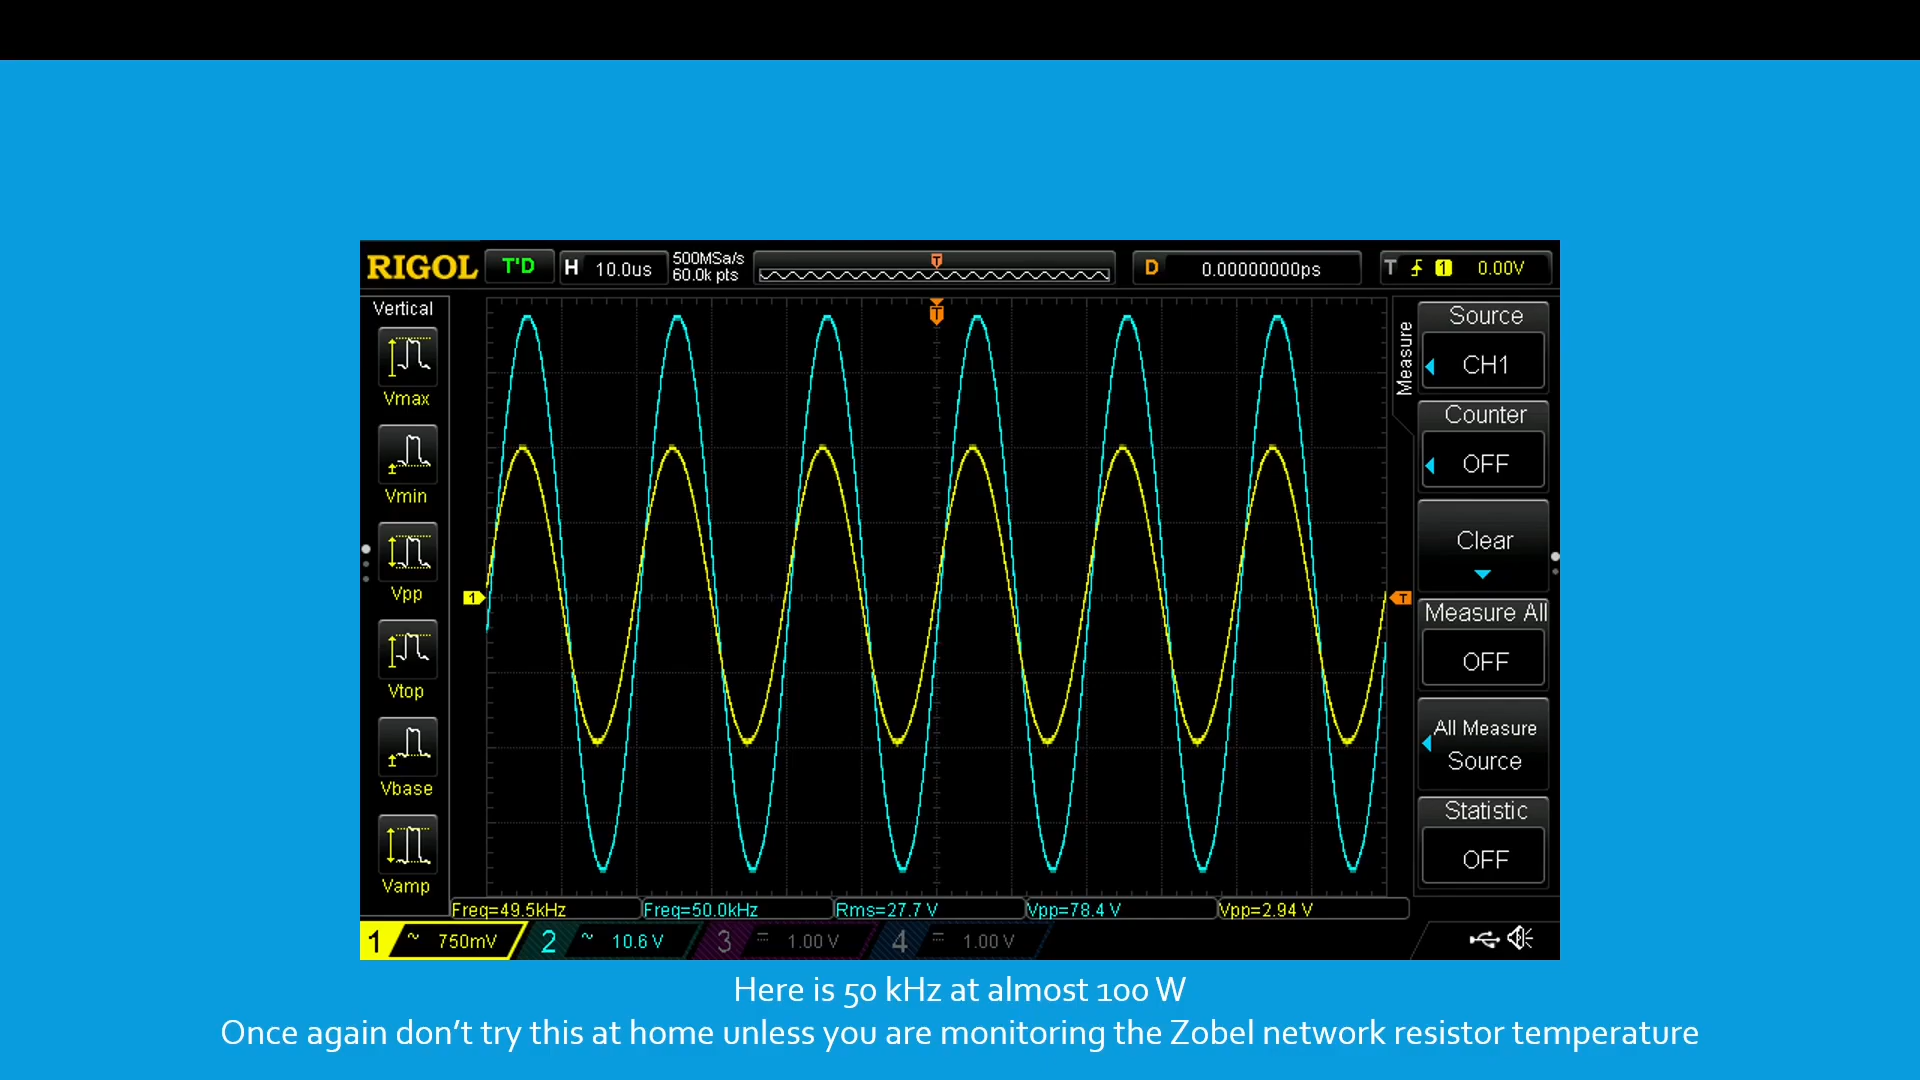 RIGOL T'D H 10.0us 500MSa/s 60.0k pts T D 0.00000000ps T 1 0.00V
Vertical
Vmax
Vmin
Vpp
Vtop
Vbase
Vamp
1
T
T
Measure
Source
CH1
Counter
OFF
Clear
Measure All
OFF
All Measure
Source
Statistic
OFF
Freq=49.5kHz Freq=50.0kHz Rms=27.7 V Vpp=78.4 V Vpp=2.94 V
1 ~ 750mV 2 ~ 10.6 V 3 = 1.00 V 4 = 1.00 V
Here is 50 kHz at almost 100 W
Once again don't try this at home unless you are monitoring the Zobel network resistor temperature